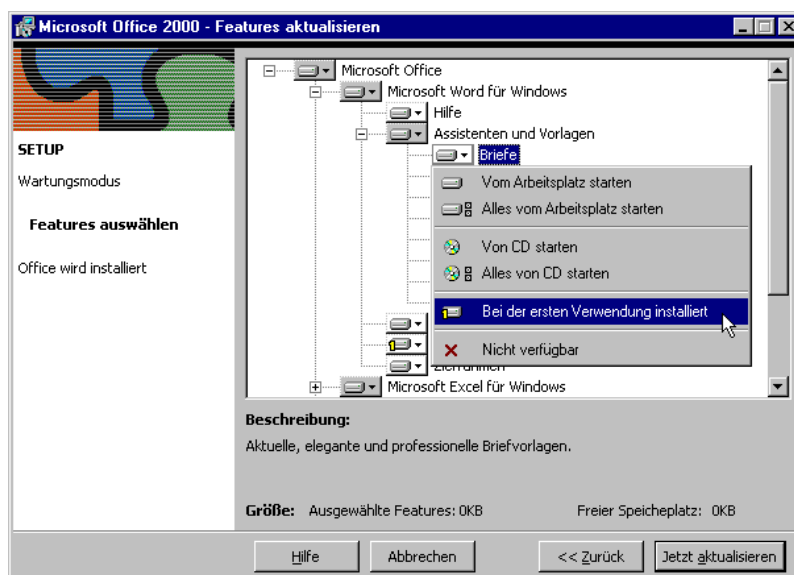 Microsoft Office 2000 - Features aktualisieren
SETUP
Wartungsmodus
Features auswählen
Office wird installiert
Microsoft Office
Microsoft Word für Windows
Hilfe
Assistenten und Vorlagen
Briefe
Vom Arbeitsplatz starten
Alles vom Arbeitsplatz starten
Von CD starten
Alles von CD starten
Bei der ersten Verwendung installiert
Nicht verfügbar
Microsoft Excel für Windows
Beschreibung:
Aktuelle, elegante und professionelle Briefvorlagen.
Größe: Ausgewählte Features: 0KB Freier Speicheplatz: 0KB
Hilfe Abbrechen << Zurück Jetzt aktualisieren